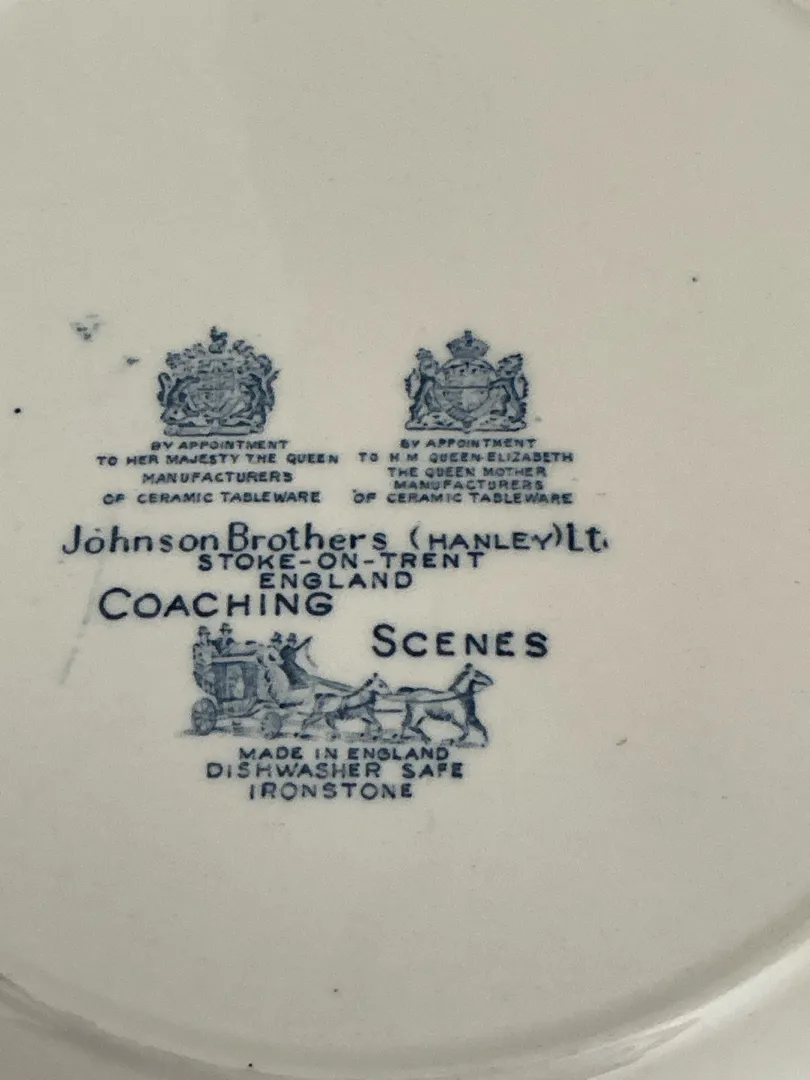 BY APPOINTMENT
TO HER MAJESTY THE QUEEN
MANUFACTURERS
OF CERAMIC TABLEWARE
BY APPOINTMENT
TO H M QUEEN ELIZABETH
THE QUEEN MOTHER
MANUFACTURERS
OF CERAMIC TABLEWARE
Johnson Brothers (HANLEY) Lt.
STOKE-ON-TRENT
ENGLAND
COACHING
SCENES
MADE IN ENGLAND
DISHWASHER SAFE
IRONSTONE